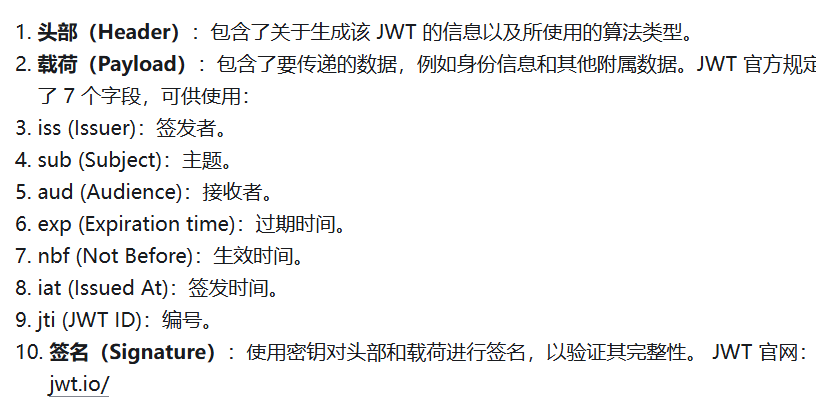 1. 头部（Header）：包含了关于生成该 JWT 的信息以及所使用的算法类型。
2. 载荷（Payload）：包含了要传递的数据，例如身份信息和其他附属数据。JWT 官方规定
了 7 个字段，可供使用：
3. iss (Issuer)：签发者。
4. sub (Subject)：主题。
5. aud (Audience)：接收者。
6. exp (Expiration time)：过期时间。
7. nbf (Not Before)：生效时间。
8. iat (Issued At)：签发时间。
9. jti (JWT ID)：编号。
10. 签名（Signature）：使用密钥对头部和载荷进行签名，以验证其完整性。 JWT 官网：
jwt.io/